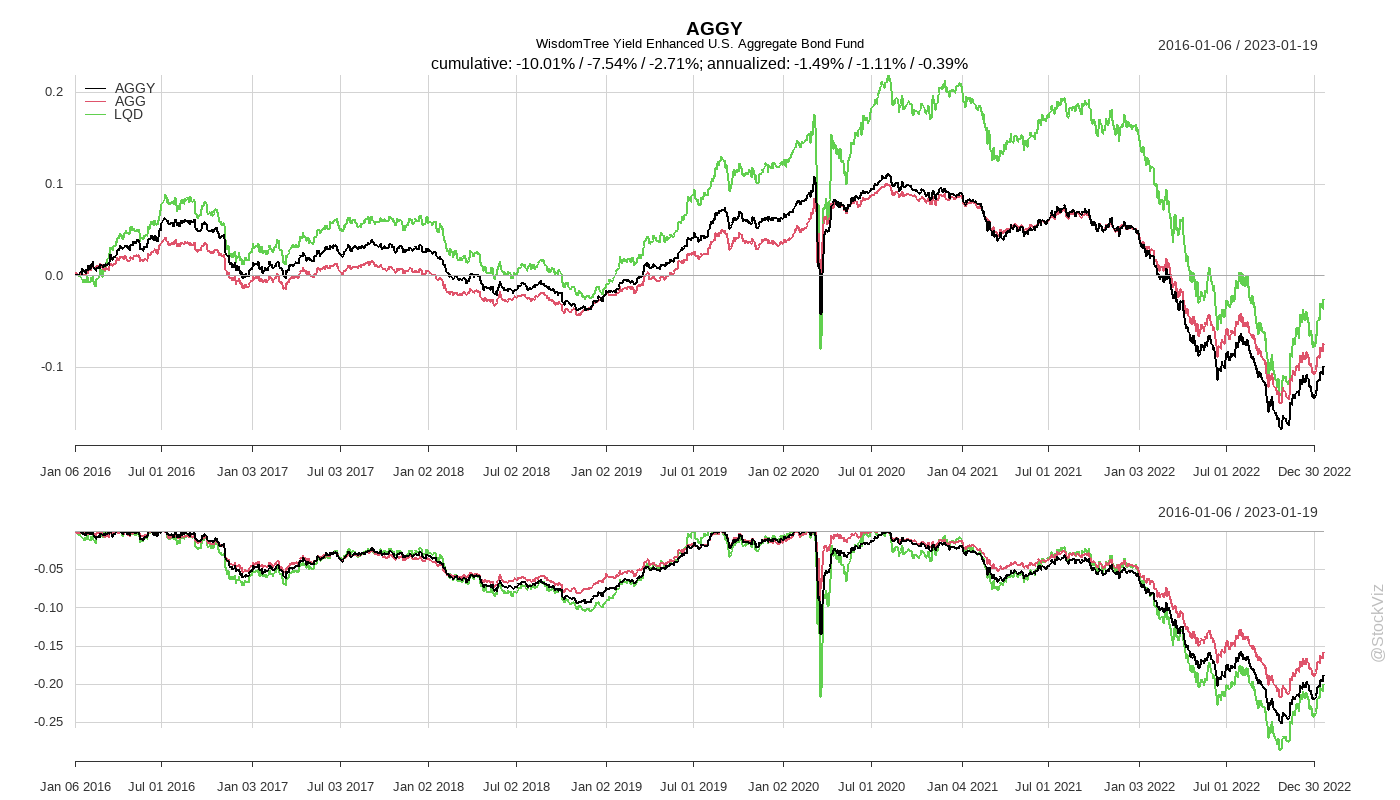 AGGY
WisdomTree Yield Enhanced U.S. Aggregate Bond Fund
2016-01-06 / 2023-01-19
cumulative: -10.01% / -7.54% / -2.71%; annualized: -1.49% / -1.11% / -0.39%
AGGY
AGG
LQD
0.2
0.1
0.0
-0.1
Jan 06 2016 Jul 01 2016 Jan 03 2017 Jul 03 2017 Jan 02 2018 Jul 02 2018 Jan 02 2019 Jul 01 2019 Jan 02 2020 Jul 01 2020 Jan 04 2021 Jul 01 2021 Jan 03 2022 Jul 01 2022 Dec 30 2022
2016-01-06 / 2023-01-19
-0.05
-0.10
-0.15
-0.20
-0.25
Jan 06 2016 Jul 01 2016 Jan 03 2017 Jul 03 2017 Jan 02 2018 Jul 02 2018 Jan 02 2019 Jul 01 2019 Jan 02 2020 Jul 01 2020 Jan 04 2021 Jul 01 2021 Jan 03 2022 Jul 01 2022 Dec 30 2022
@StockViz